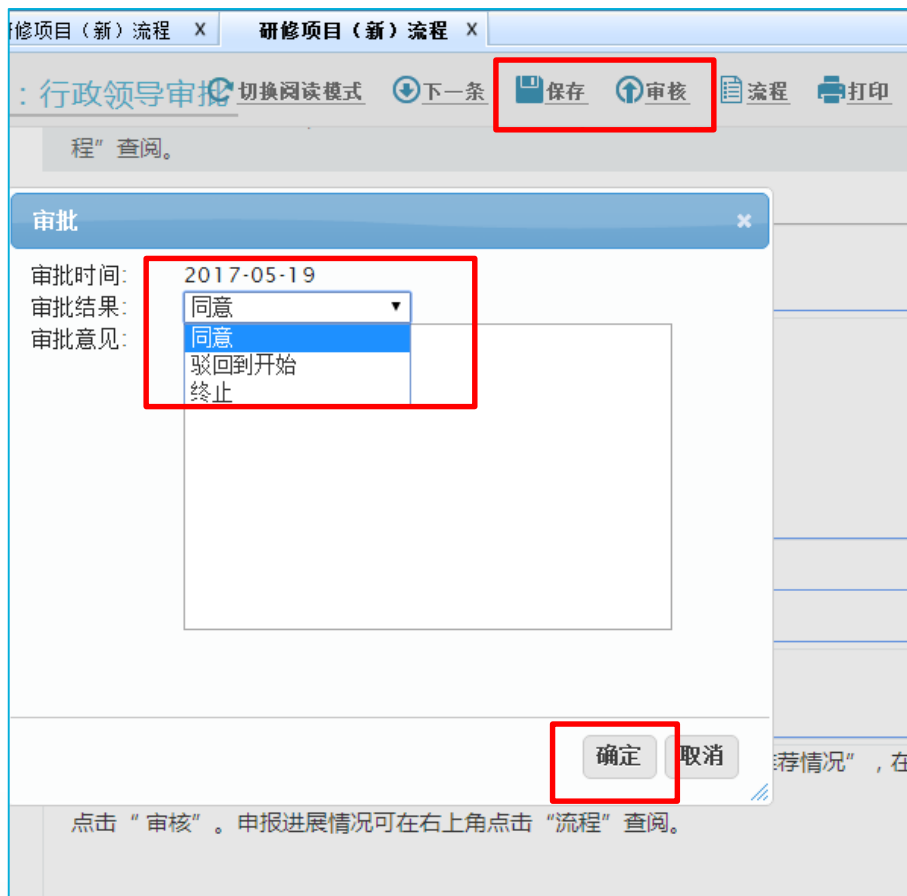 修项目（新）流程 X 研修项目（新）流程 X
：行政领导审批 切换阅读模式 下一条 保存 审核 流程 打印
程”查阅。
审批 ×
审批时间： 2017-05-19
审批结果： 同意
审批意见： 同意
驳回到开始
终止
确定 取消
荐情况”，在
点击“审核”。申报进展情况可在右上角点击“流程”查阅。